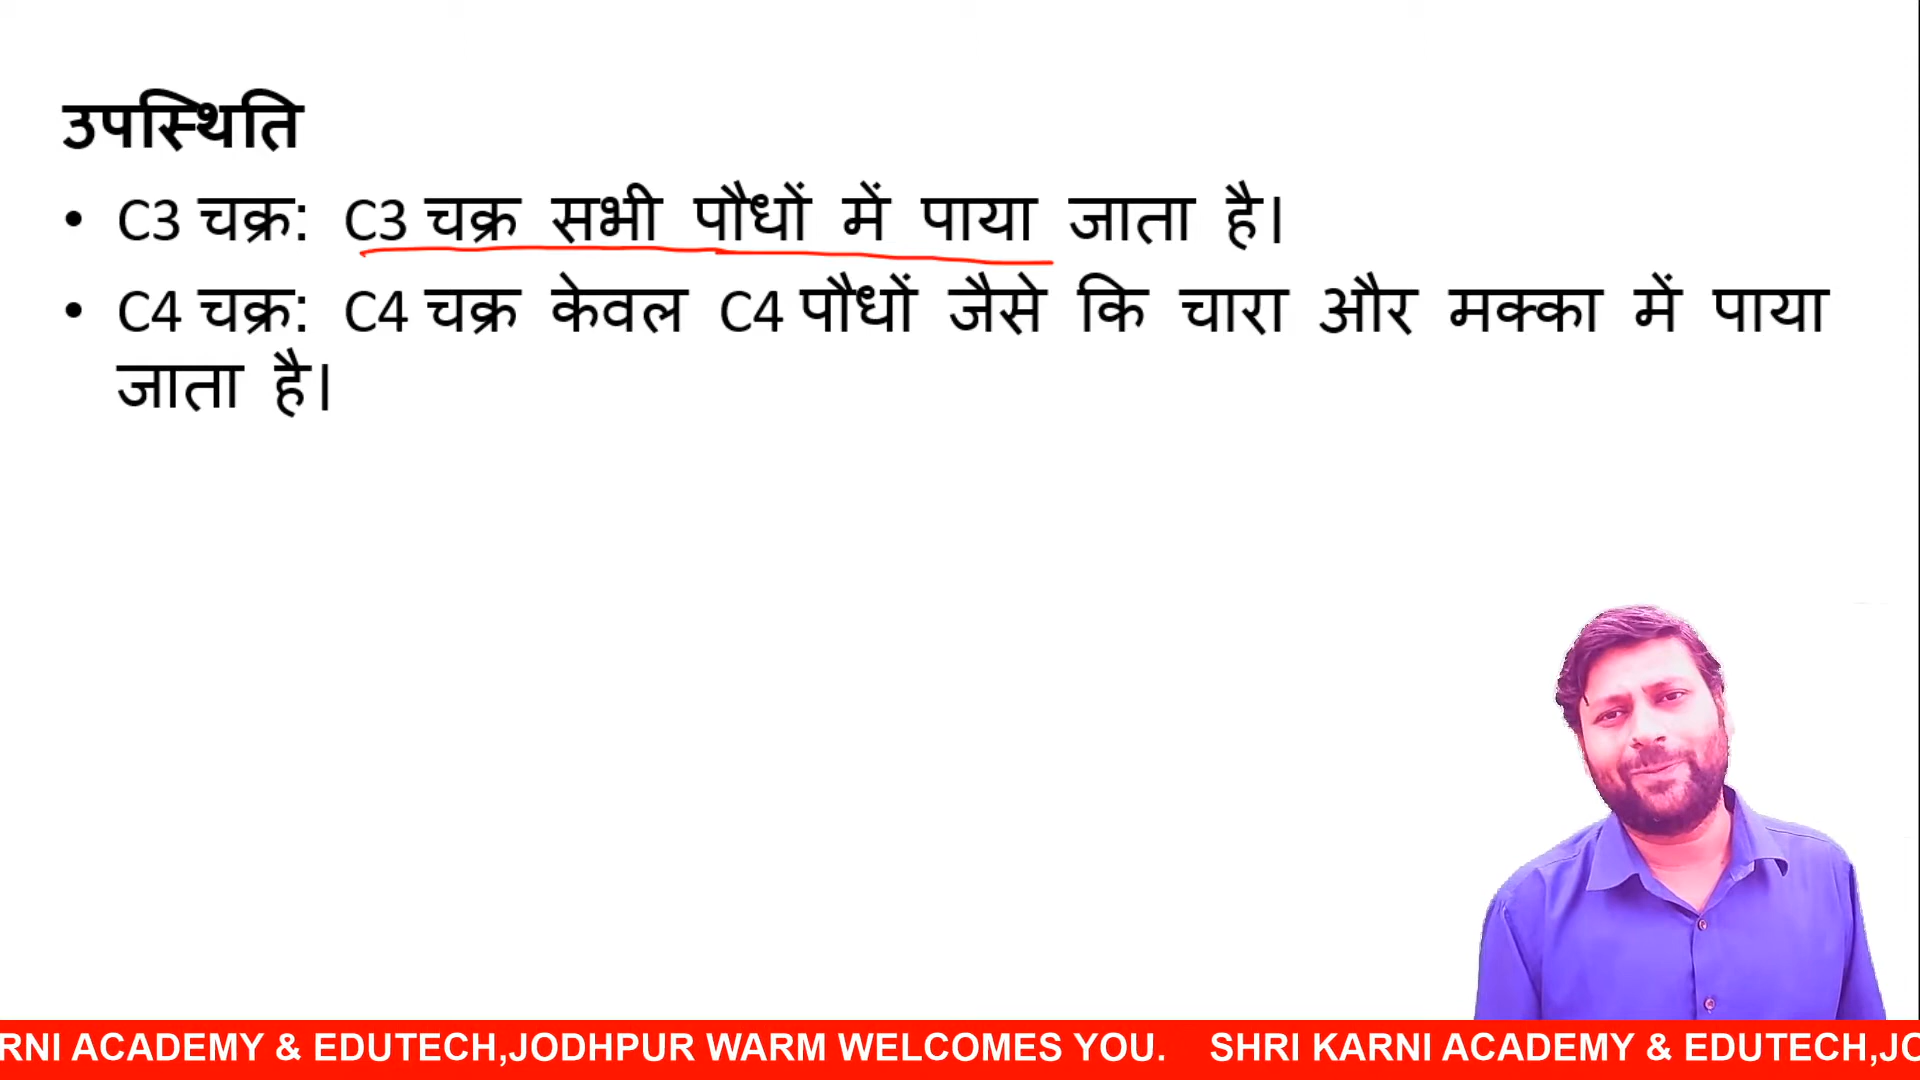 उपस्थिति
• C3 चक्र: C3 चक्र सभी पौधों में पाया जाता है।
• C4 चक्र: C4 चक्र केवल C4 पौधों जैसे कि चारा और मक्का में पाया
जाता है।
RNI ACADEMY & EDUTECH,JODHPUR WARM WELCOMES YOU. SHRI KARNI ACADEMY & EDUTECH,JO